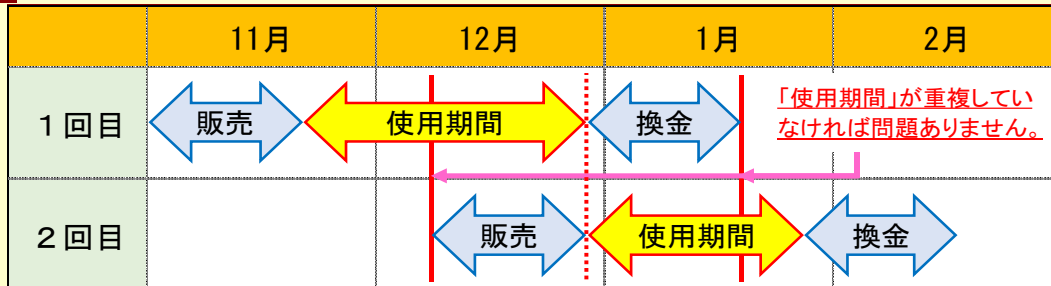 11月
12月
1月
2月
1回目
販売
使用期間
換金
「使用期間」が重複してい
なければ問題ありません。
2回目
販売
使用期間
換金